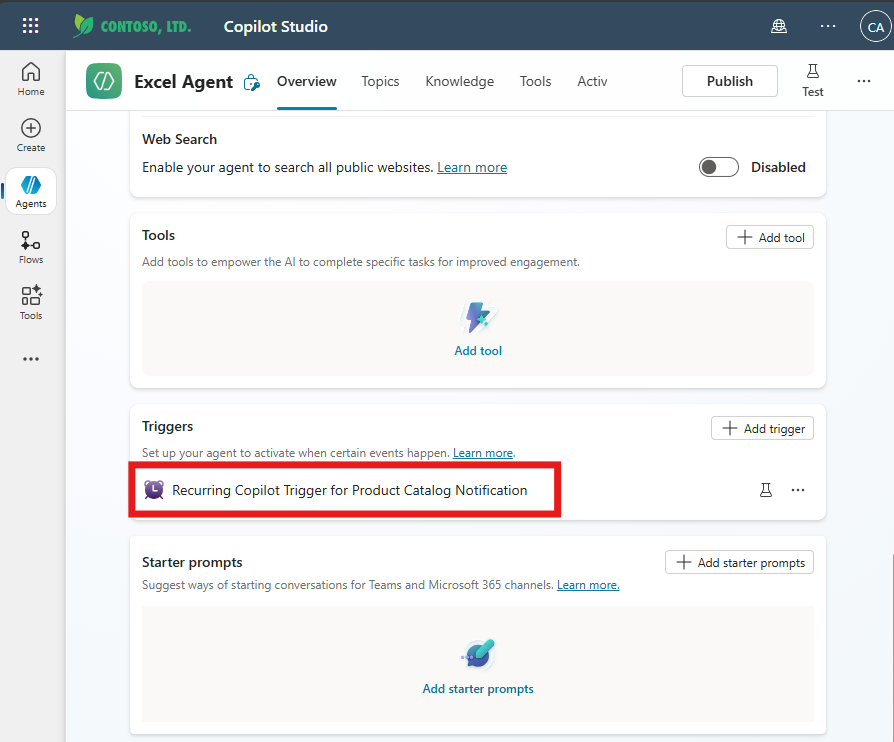 CONTOSO, LTD. Copilot Studio CA
Home
Create
Agents
Flows
Tools
Excel Agent Overview Topics Knowledge Tools Activ Publish Test
Web Search
Enable your agent to search all public websites. Learn more Disabled
Tools Add tool
Add tools to empower the AI to complete specific tasks for improved engagement.
Add tool
Triggers Add trigger
Set up your agent to activate when certain events happen. Learn more.
Recurring Copilot Trigger for Product Catalog Notification
Starter prompts Add starter prompts
Suggest ways of starting conversations for Teams and Microsoft 365 channels. Learn more.
Add starter prompts